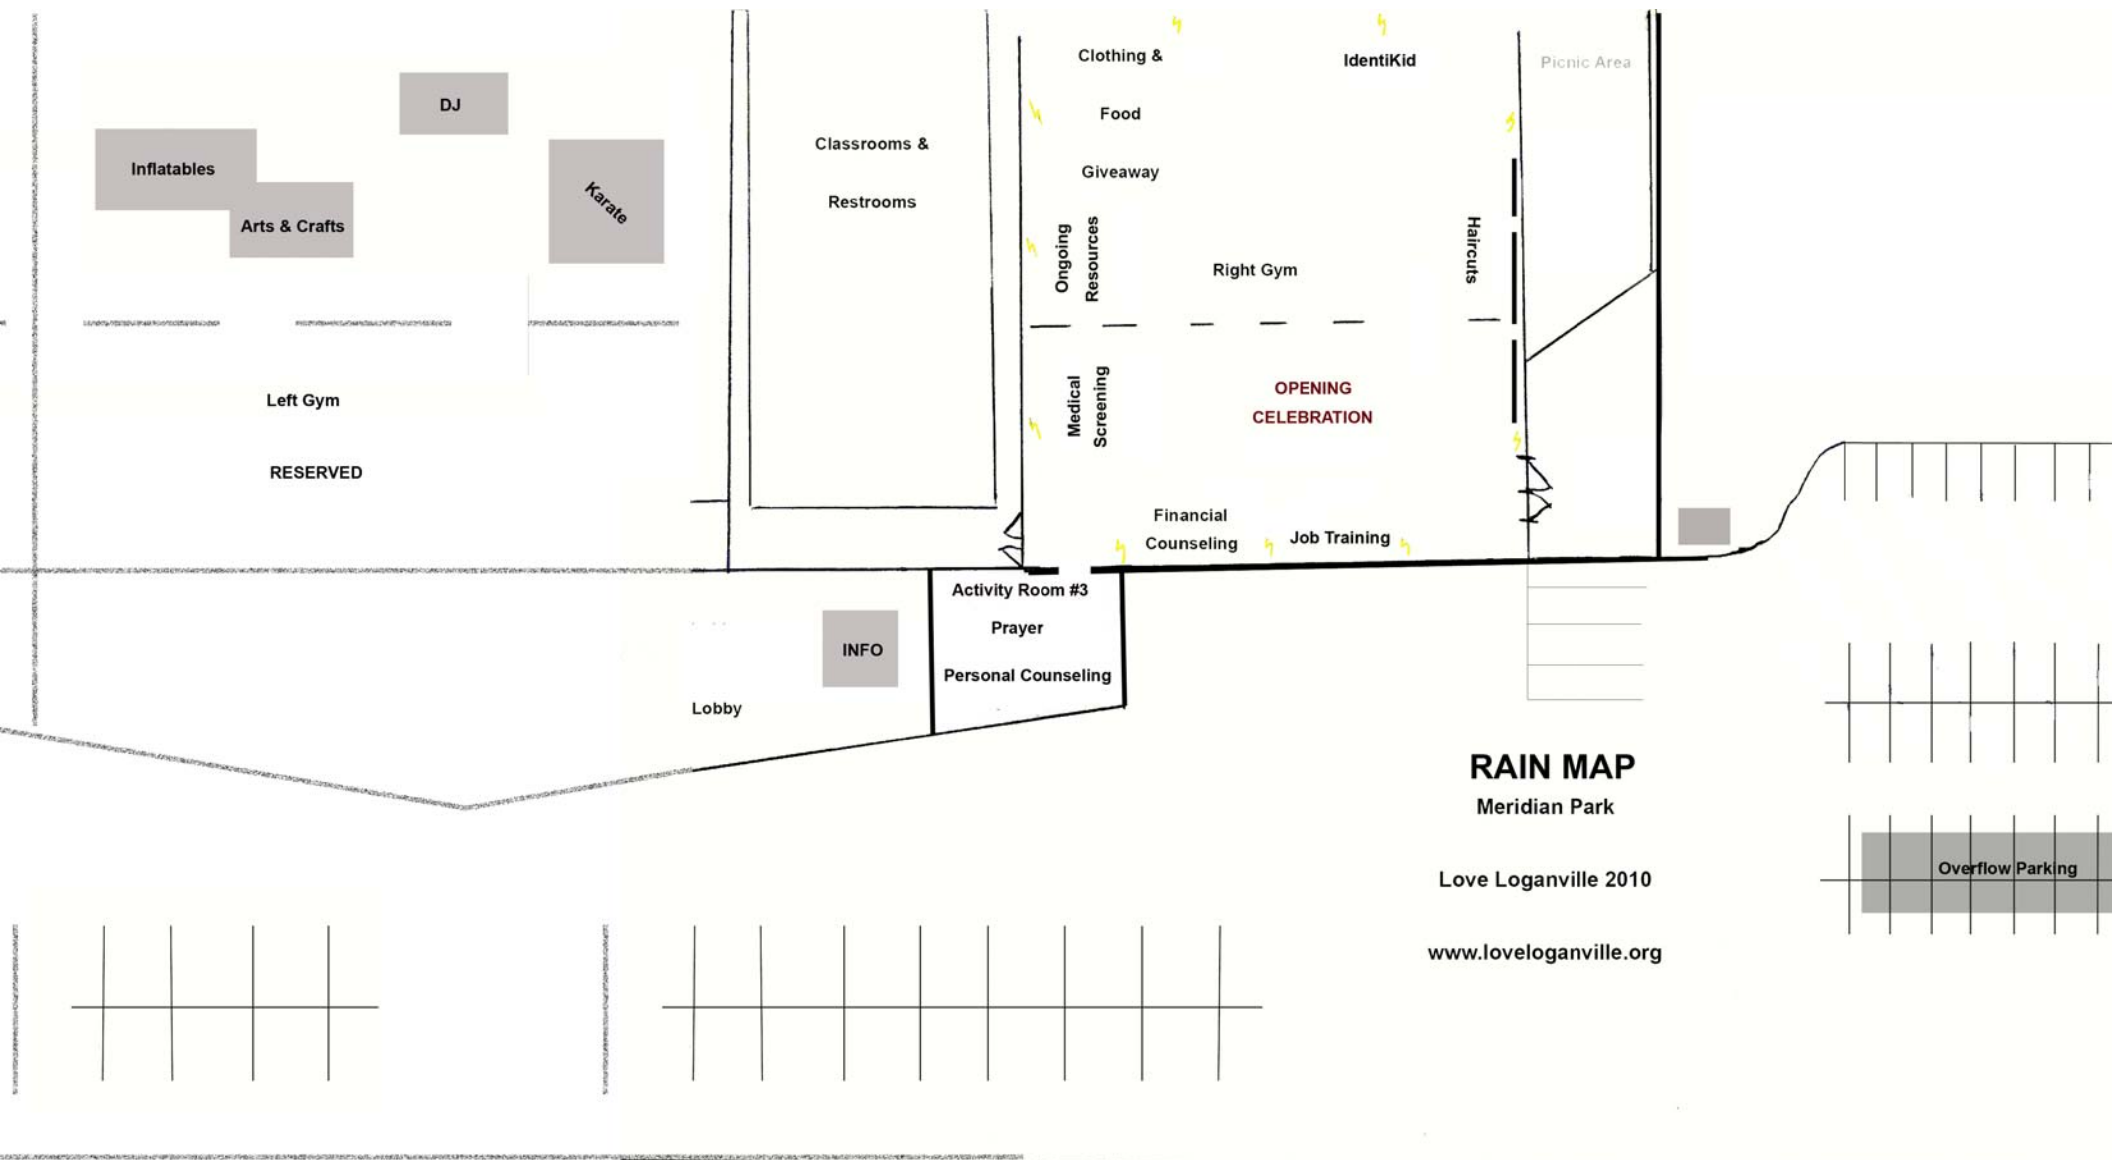 Clothing &
Food
Giveaway
IdentiKid
Picnic Area
DJ
Inflatables
Arts & Crafts
Karate
Classrooms &
Restrooms
Ongoing
Resources
Right Gym
Haircuts
Left Gym
RESERVED
Medical
Screening
OPENING
CELEBRATION
Financial
Counseling
Job Training
Activity Room #3
Prayer
Personal Counseling
INFO
Lobby
RAIN MAP
Meridian Park
Love Loganville 2010
www.loveloganville.org
Overflow Parking